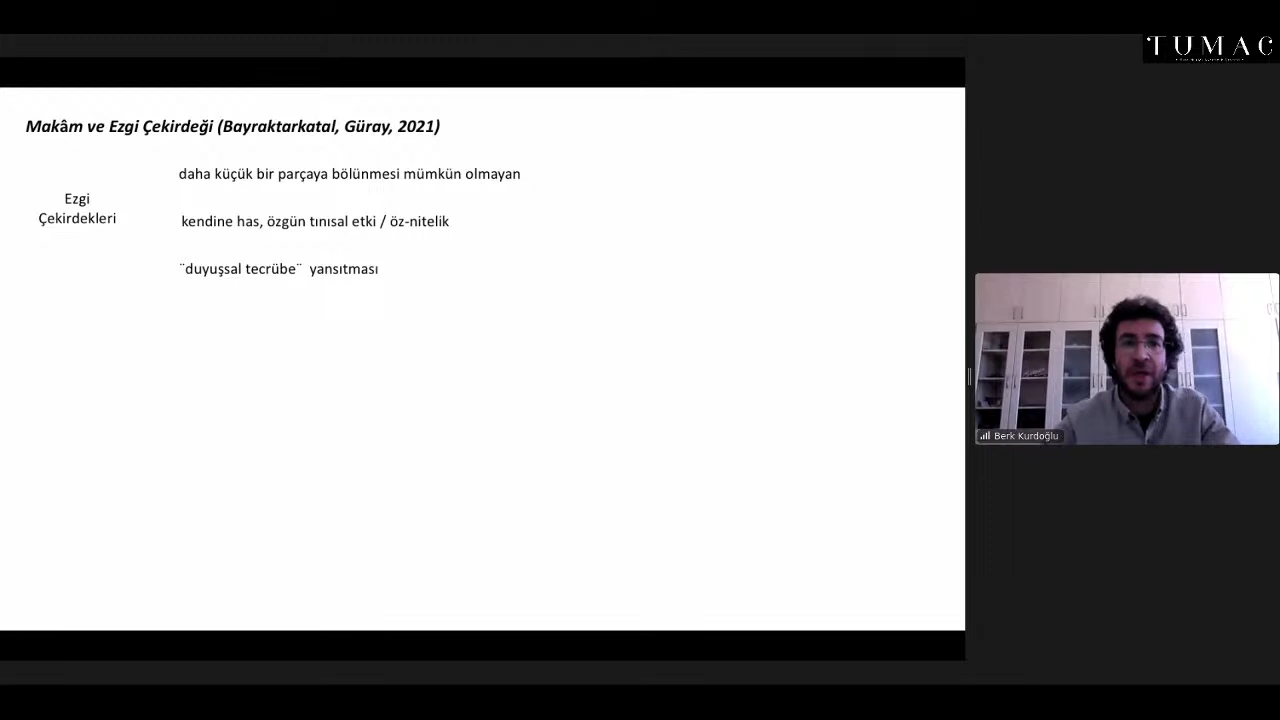 TUMAC
Makâm ve Ezgi Çekirdeği (Bayraktarkatal, Güray, 2021)
daha küçük bir parçaya bölünmesi mümkün olmayan
Ezgi
Çekirdekleri
kendine has, özgün tınısal etki / öz-nitelik
¨duyuşsal tecrübe¨ yansıtması
Berk Kurdoğlu